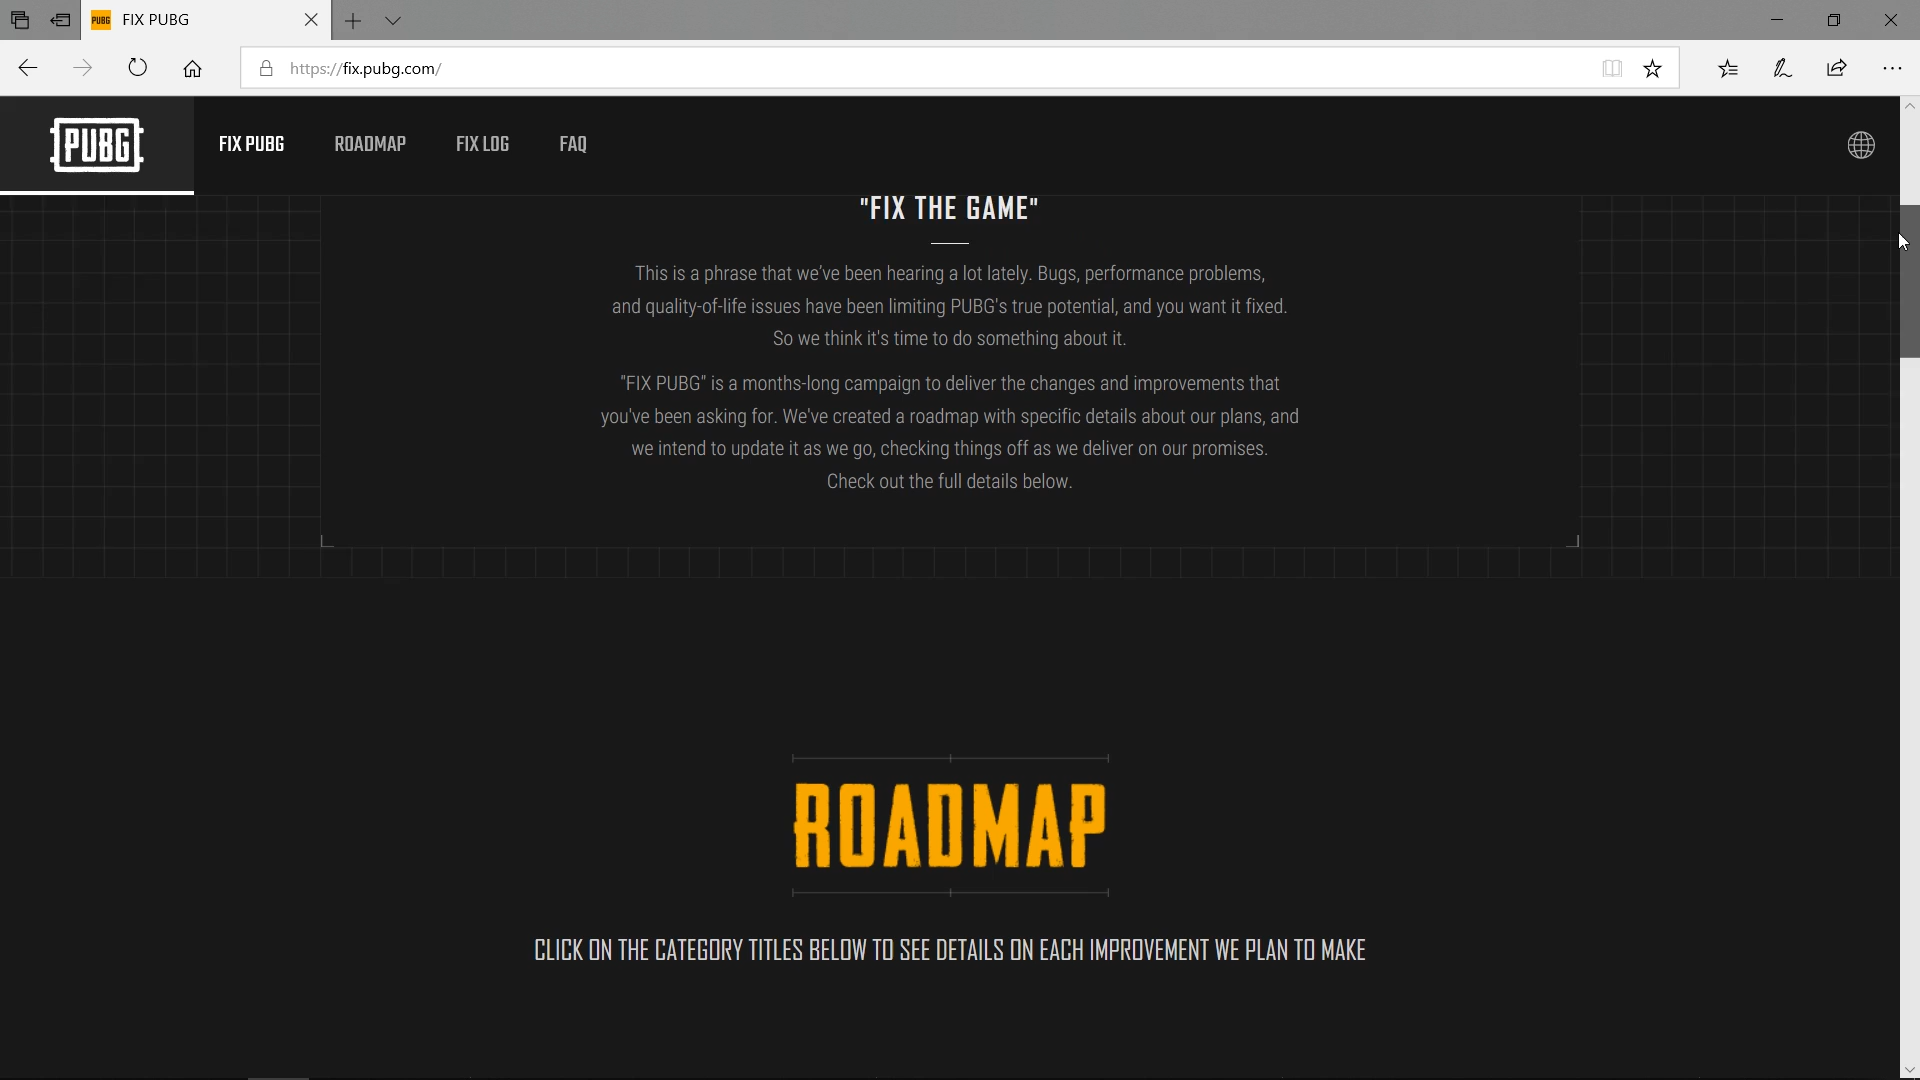 PUBG FIX PUBG
https://fix.pubg.com/
PUBG FIX PUBG ROADMAP FIX LOG FAQ
"FIX THE GAME"
This is a phrase that we've been hearing a lot lately. Bugs, performance problems,
and quality-of-life issues have been limiting PUBG's true potential, and you want it fixed.
So we think it's time to do something about it.
"FIX PUBG" is a months-long campaign to deliver the changes and improvements that
you've been asking for. We've created a roadmap with specific details about our plans, and
we intend to update it as we go, checking things off as we deliver on our promises.
Check out the full details below.
ROADMAP
CLICK ON THE CATEGORY TITLES BELOW TO SEE DETAILS ON EACH IMPROVEMENT WE PLAN TO MAKE